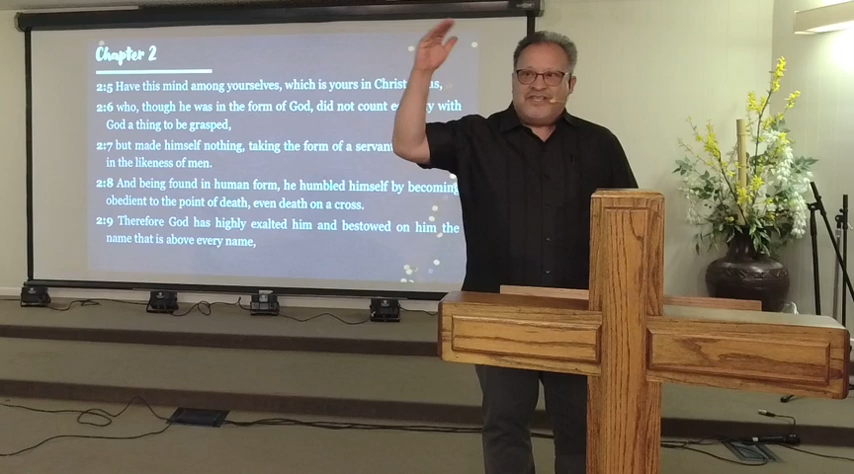 Chapter 2
2:5 Have this mind among yourselves, which is yours in Christ
2:6 who, though he was in the form of God, did not count with
God a thing to be grasped,
2:7 but made himself nothing, taking the form of a servant
in the likeness of men.
2:8 And being found in human form, he humbled himself by becoming
obedient to the point of death, even death on a cross.
2:9 Therefore God has highly exalted him and bestowed on him the
name that is above every name,